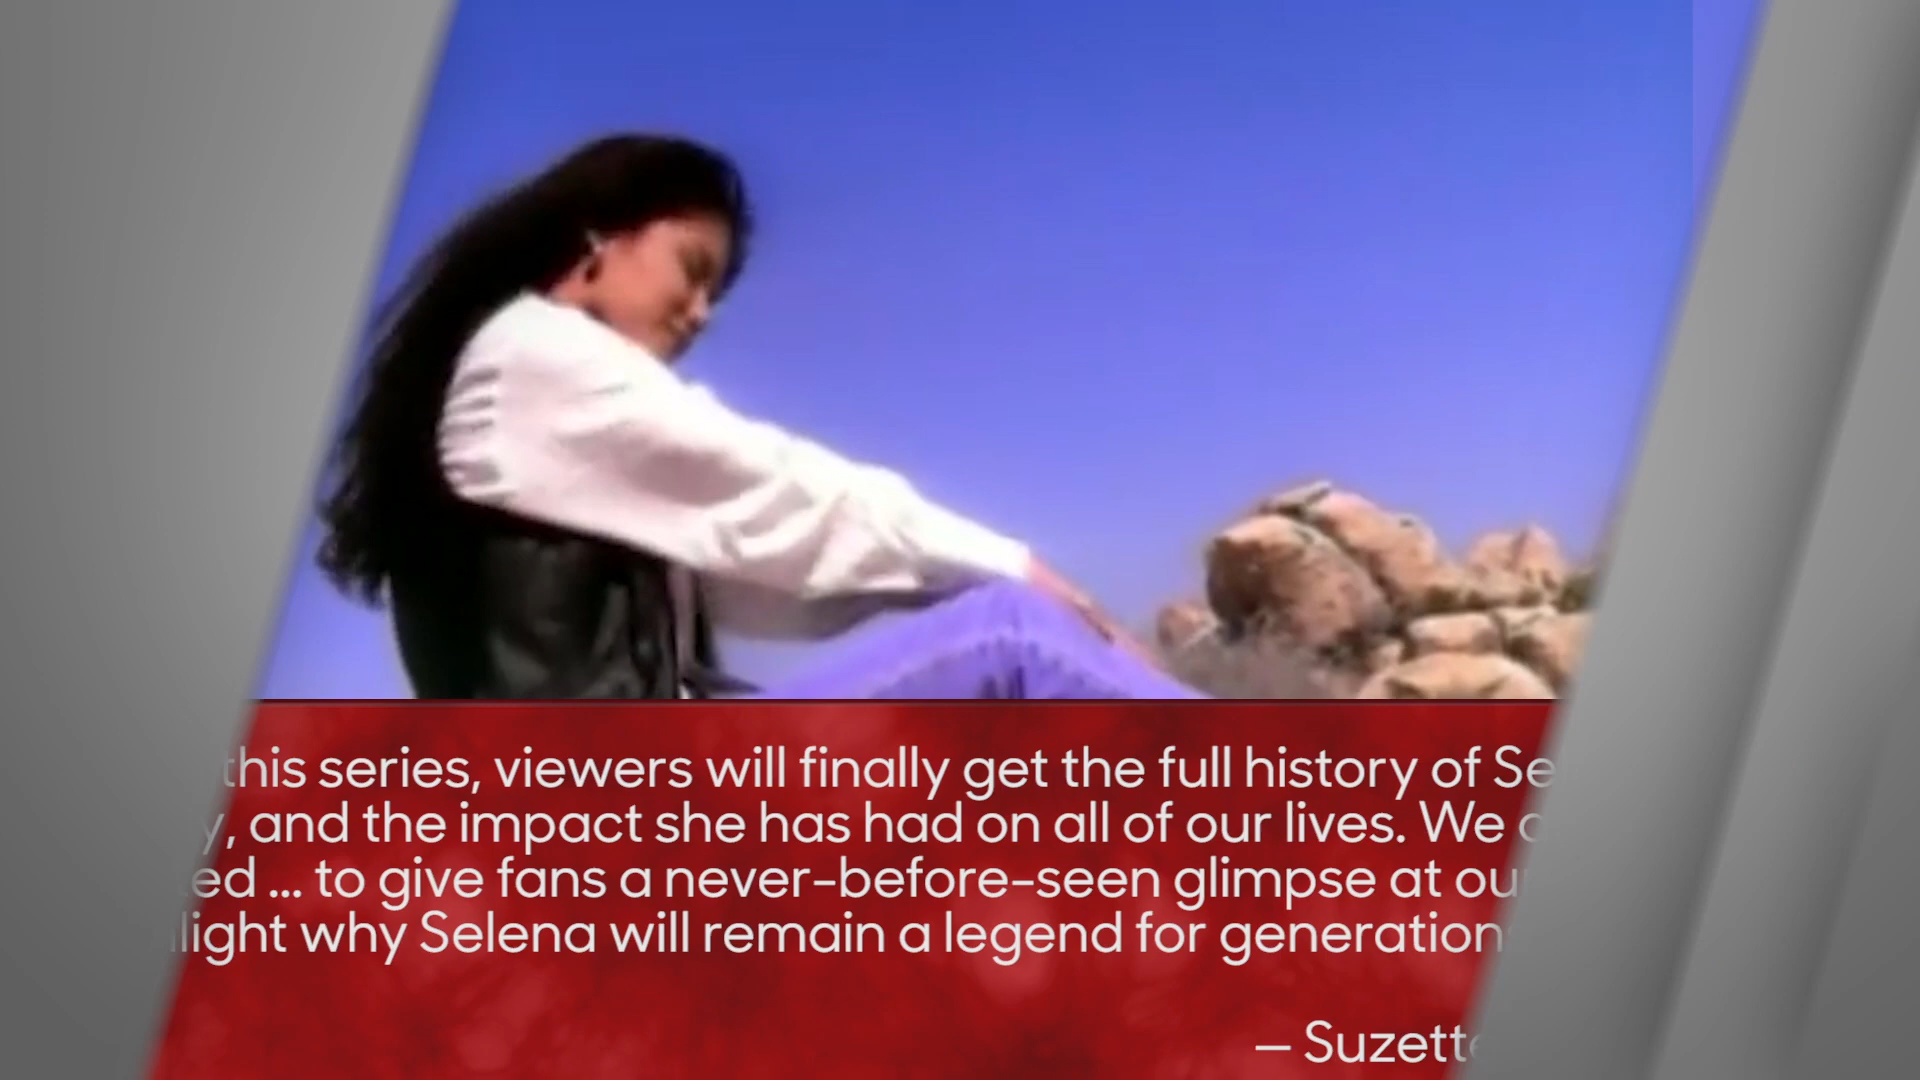 this series, viewers will finally get the full history of Se
y, and the impact she has had on all of our lives. We
ed ... to give fans a never-before-seen glimpse at ou
light why Selena will remain a legend for generation
— Suzett